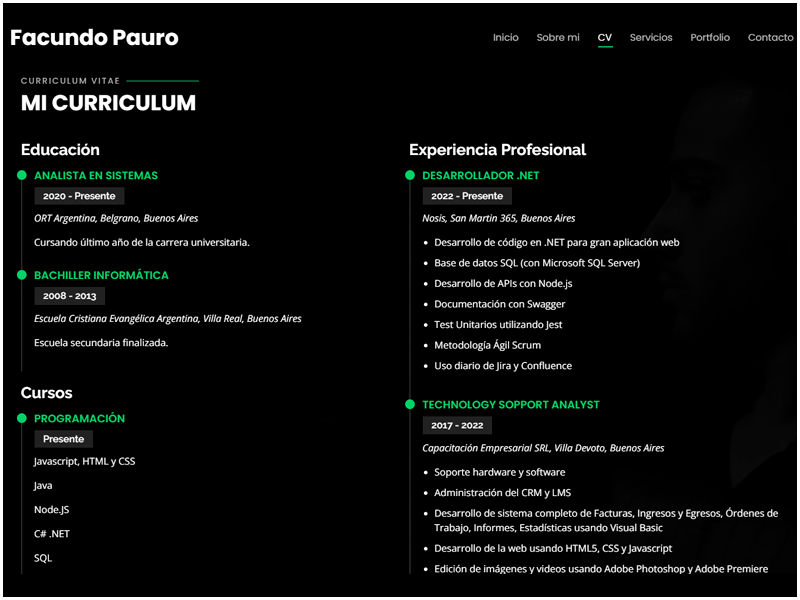 Facundo Pauro
Inicio Sobre mi CV Servicios Portfolio Contacto
CURRICULUM VITAE
MI CURRICULUM
Educación
ANALISTA EN SISTEMAS
2020 - Presente
ORT Argentina, Belgrano, Buenos Aires
Cursando último año de la carrera universitaria.
BACHILLER INFORMÁTICA
2008 - 2013
Escuela Cristiana Evangélica Argentina, Villa Real, Buenos Aires
Escuela secundaria finalizada.
Cursos
PROGRAMACIÓN
Presente
Javascript, HTML y CSS
Java
Node.JS
C# .NET
SQL
Experiencia Profesional
DESARROLLADOR .NET
2022 - Presente
Nosis, San Martin 365, Buenos Aires
• Desarrollo de código en .NET para gran aplicación web
• Base de datos SQL (con Microsoft SQL Server)
• Desarrollo de APIs con Node.js
• Documentación con Swagger
• Test Unitarios utilizando Jest
• Metodología Ágil Scrum
• Uso diario de Jira y Confluence
TECHNOLOGY SOPPORT ANALYST
2017 - 2022
Capacitación Empresarial SRL, Villa Devoto, Buenos Aires
• Soporte hardware y software
• Administración del CRM y LMS
• Desarrollo de sistema completo de Facturas, Ingresos y Egresos, Órdenes de
Trabajo, Informes, Estadísticas usando Visual Basic
• Desarrollo de la web usando HTML5, CSS y Javascript
• Edición de imágenes y videos usando Adobe Photoshop y Adobe Premiere